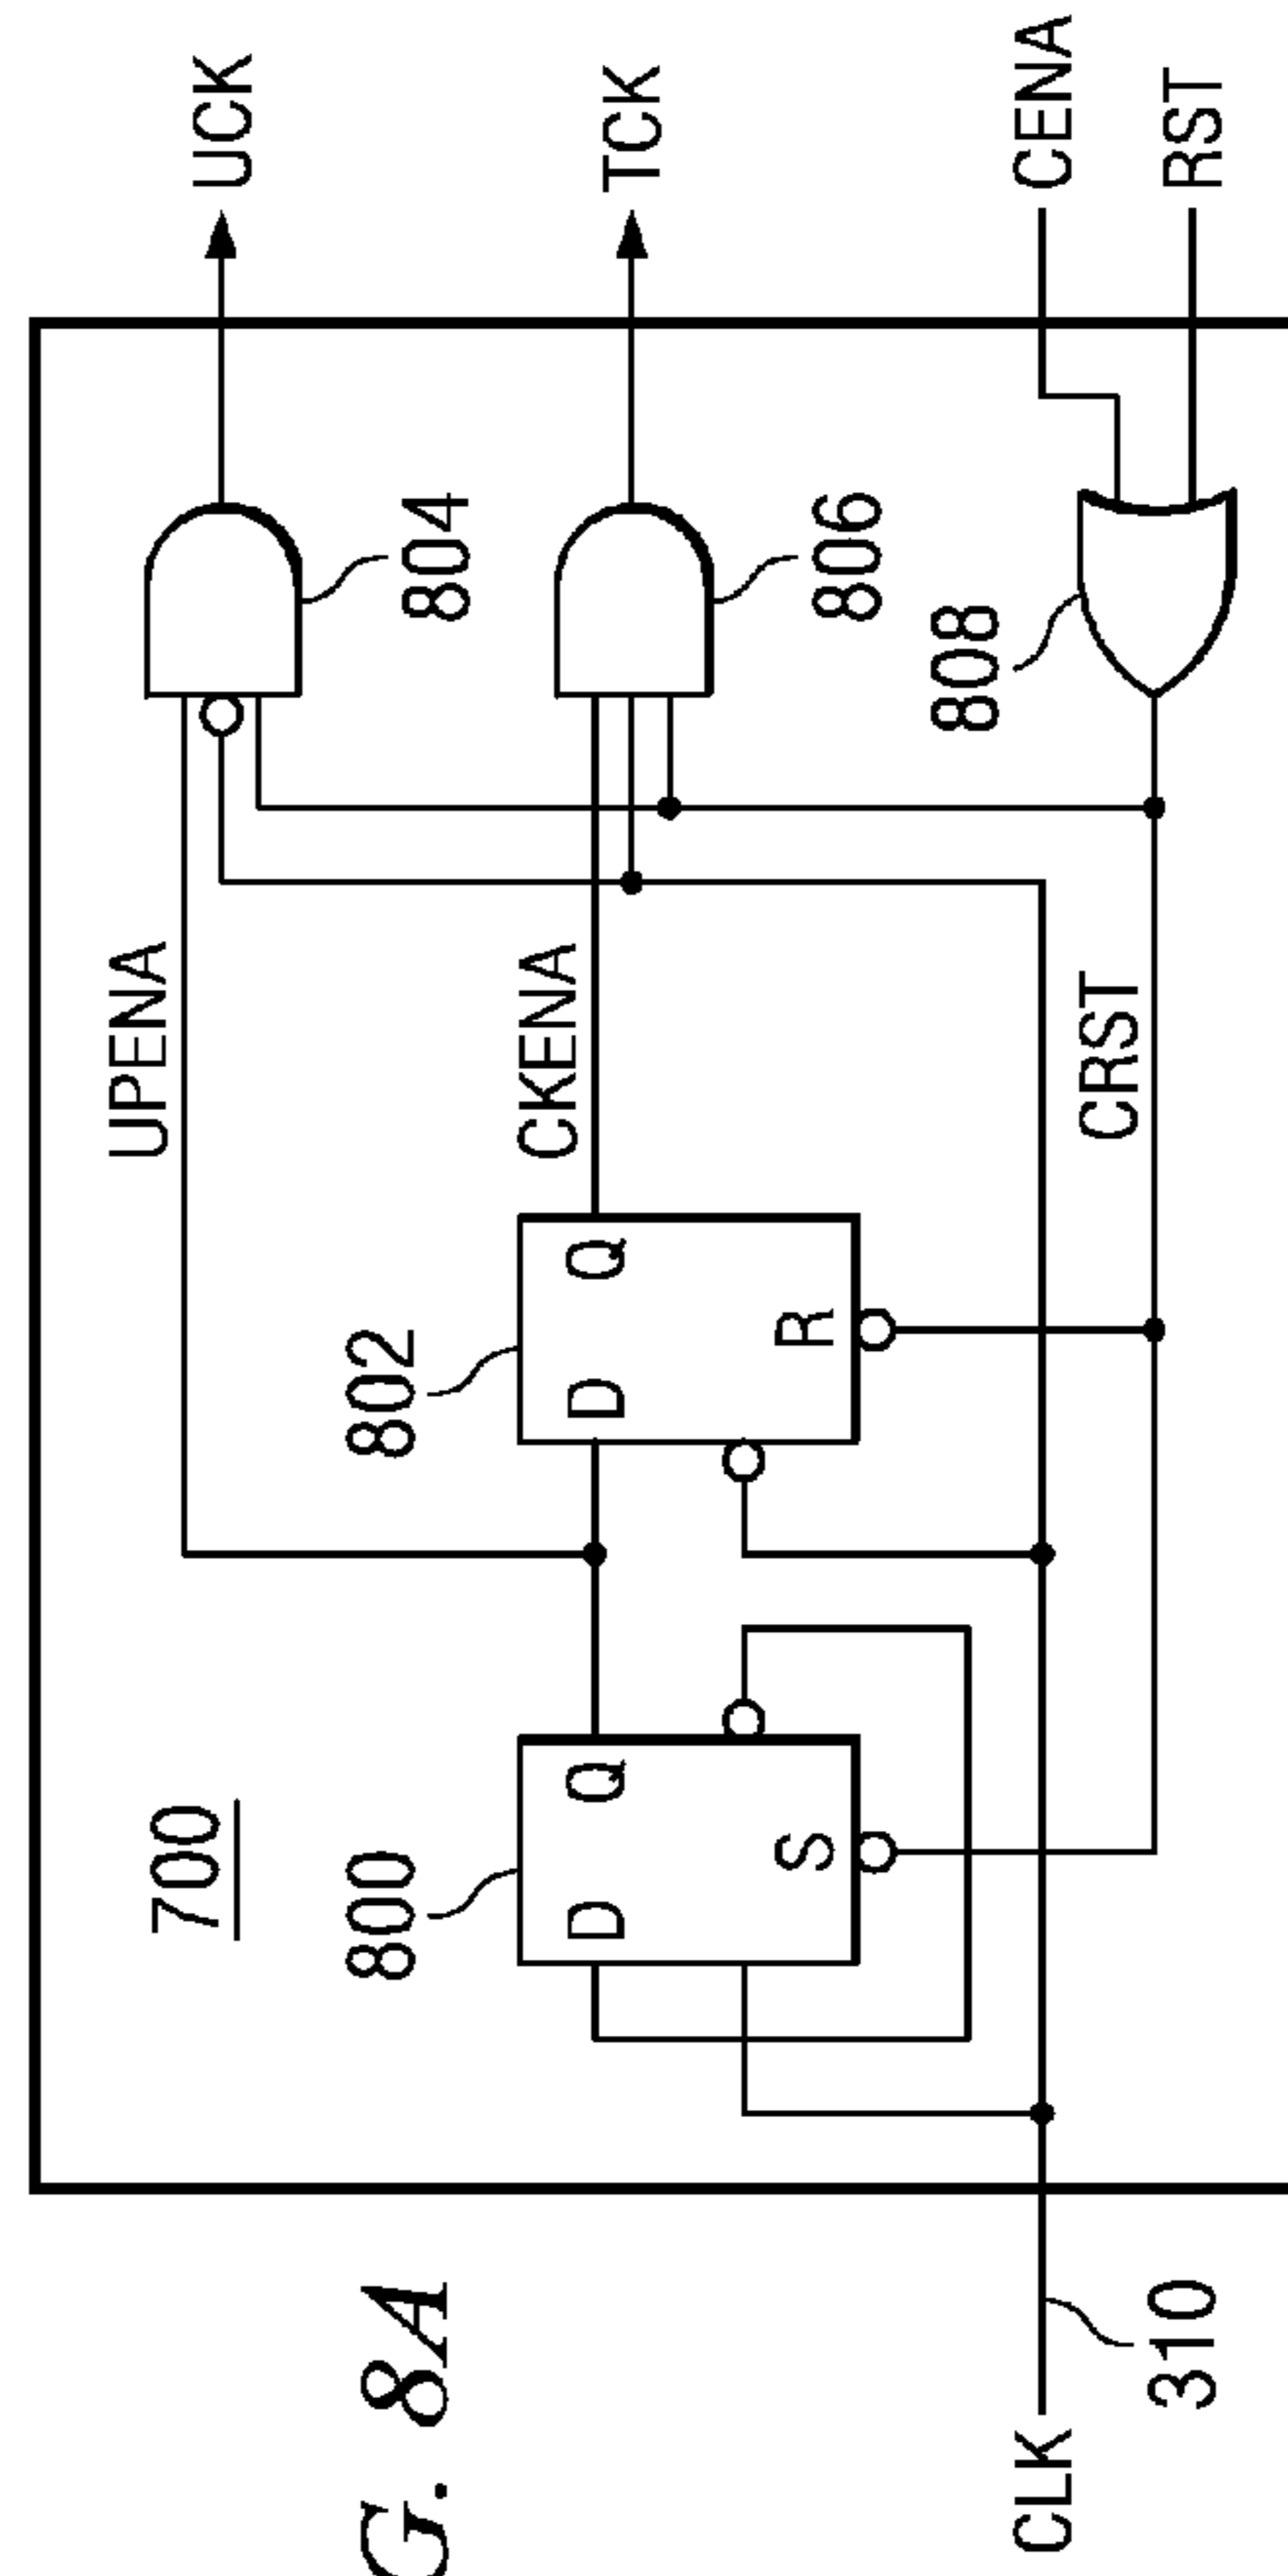 G. 8A
700
UPENA
UCK
804
800
D
Q
S
802
D
Q
R
CKENA
TCK
806
808
CRST
CENA
RST
CLK
310